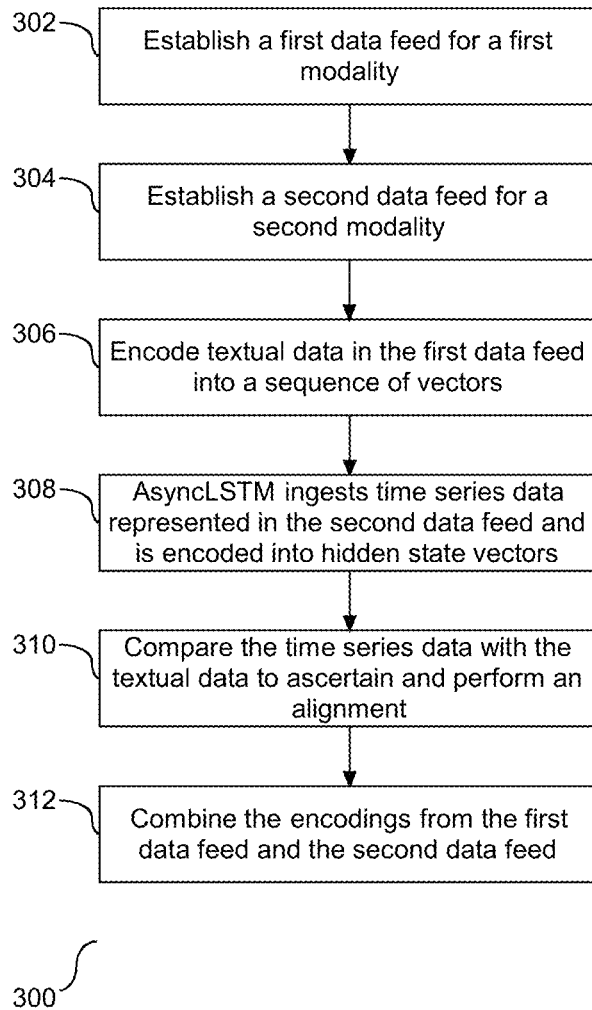 302
Establish a first data feed for a first
modality
304
Establish a second data feed for a
second modality
306
Encode textual data in the first data feed
into a sequence of vectors
308
AsyncLSTM ingests time series data
represented in the second data feed and
is encoded into hidden state vectors
310
Compare the time series data with the
textual data to ascertain and perform an
alignment
312
Combine the encodings from the first
data feed and the second data feed
300